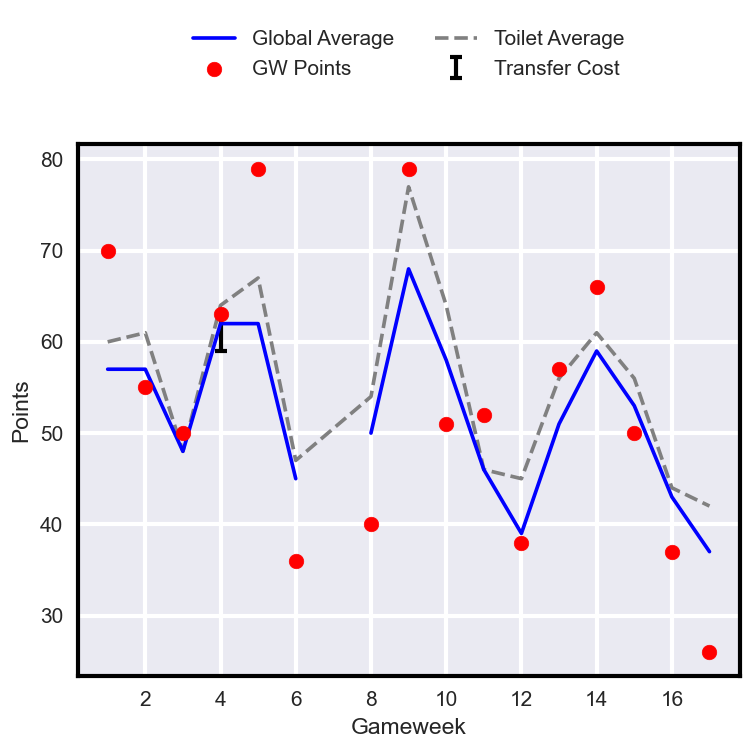 Global Average
Toilet Average
GW Points
Transfer Cost
80
70
60
50
40
30
Points
2 4 6 8 10 12 14 16
Gameweek